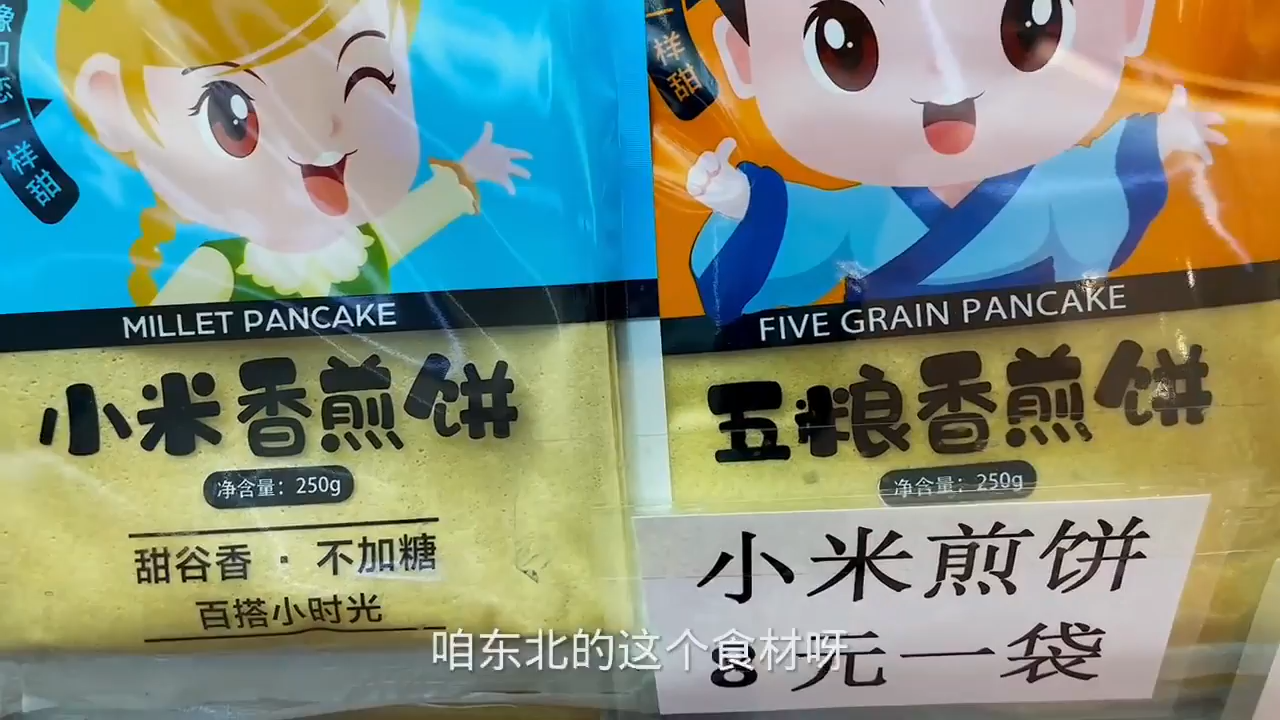 一样甜
一样甜
MILLET PANCAKE
小米香煎饼
净含量：250g
甜谷香·不加糖
百搭小时光
FIVE GRAIN PANCAKE
五粮香煎饼
净含量：250g
小米煎饼
8元一袋
咱东北的这个食材呀